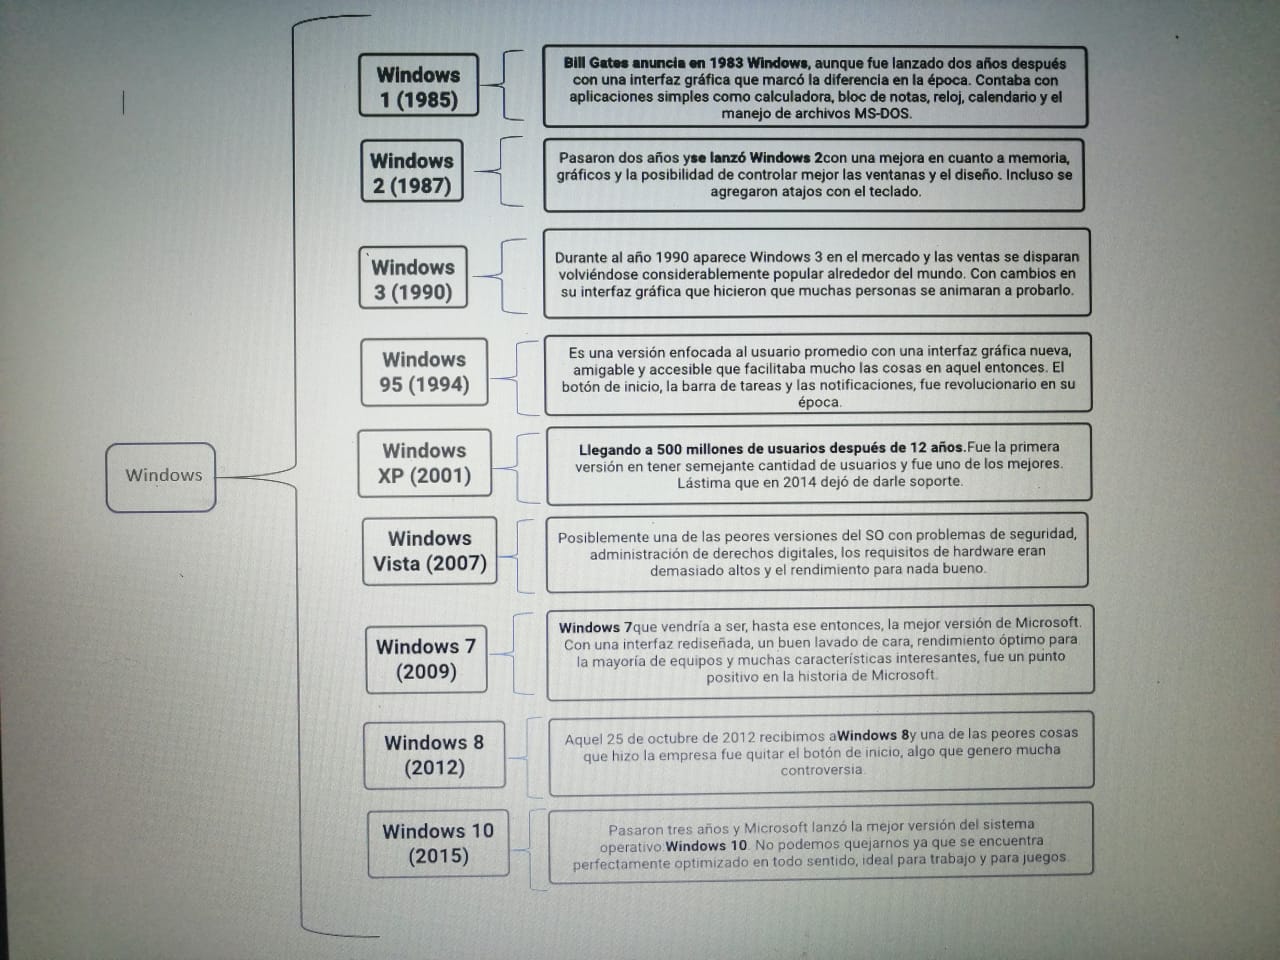 Windows
Windows
1 (1985)
Bill Gates anuncia en 1983 Windows, aunque fue lanzado dos años después
con una interfaz gráfica que marcó la diferencia en la época. Contaba con
aplicaciones simples como calculadora, bloc de notas, reloj, calendario y el
manejo de archivos MS-DOS.
Windows
2 (1987)
Pasaron dos años yse lanzó Windows 2con una mejora en cuanto a memoria,
gráficos y la posibilidad de controlar mejor las ventanas y el diseño. Incluso se
agregaron atajos con el teclado.
Windows
3 (1990)
Durante al año 1990 aparece Windows 3 en el mercado y las ventas se disparan
volviéndose considerablemente popular alrededor del mundo. Con cambios en
su interfaz gráfica que hicieron que muchas personas se animaran a probarlo.
Windows
95 (1994)
Es una versión enfocada al usuario promedio con una interfaz gráfica nueva,
amigable y accesible que facilitaba mucho las cosas en aquel entonces. El
botón de inicio, la barra de tareas y las notificaciones, fue revolucionario en su
época.
Windows
XP (2001)
Llegando a 500 millones de usuarios después de 12 años.Fue la primera
versión en tener semejante cantidad de usuarios y fue uno de los mejores.
Lástima que en 2014 dejó de darle soporte.
Windows
Vista (2007)
Posiblemente una de las peores versiones del SO con problemas de seguridad,
administración de derechos digitales, los requisitos de hardware eran
demasiado altos y el rendimiento para nada bueno.
Windows 7
(2009)
Windows 7que vendría a ser, hasta ese entonces, la mejor versión de Microsoft.
Con una interfaz rediseñada, un buen lavado de cara, rendimiento óptimo para
la mayoría de equipos y muchas características interesantes, fue un punto
positivo en la historia de Microsoft.
Windows 8
(2012)
Aquel 25 de octubre de 2012 recibimos aWindows 8y una de las peores cosas
que hizo la empresa fue quitar el botón de inicio, algo que genero mucha
controversia.
Windows 10
(2015)
Pasaron tres años y Microsoft lanzó la mejor versión del sistema
operativo:Windows 10. No podemos quejarnos ya que se encuentra
perfectamente optimizado en todo sentido, ideal para trabajo y para juegos.